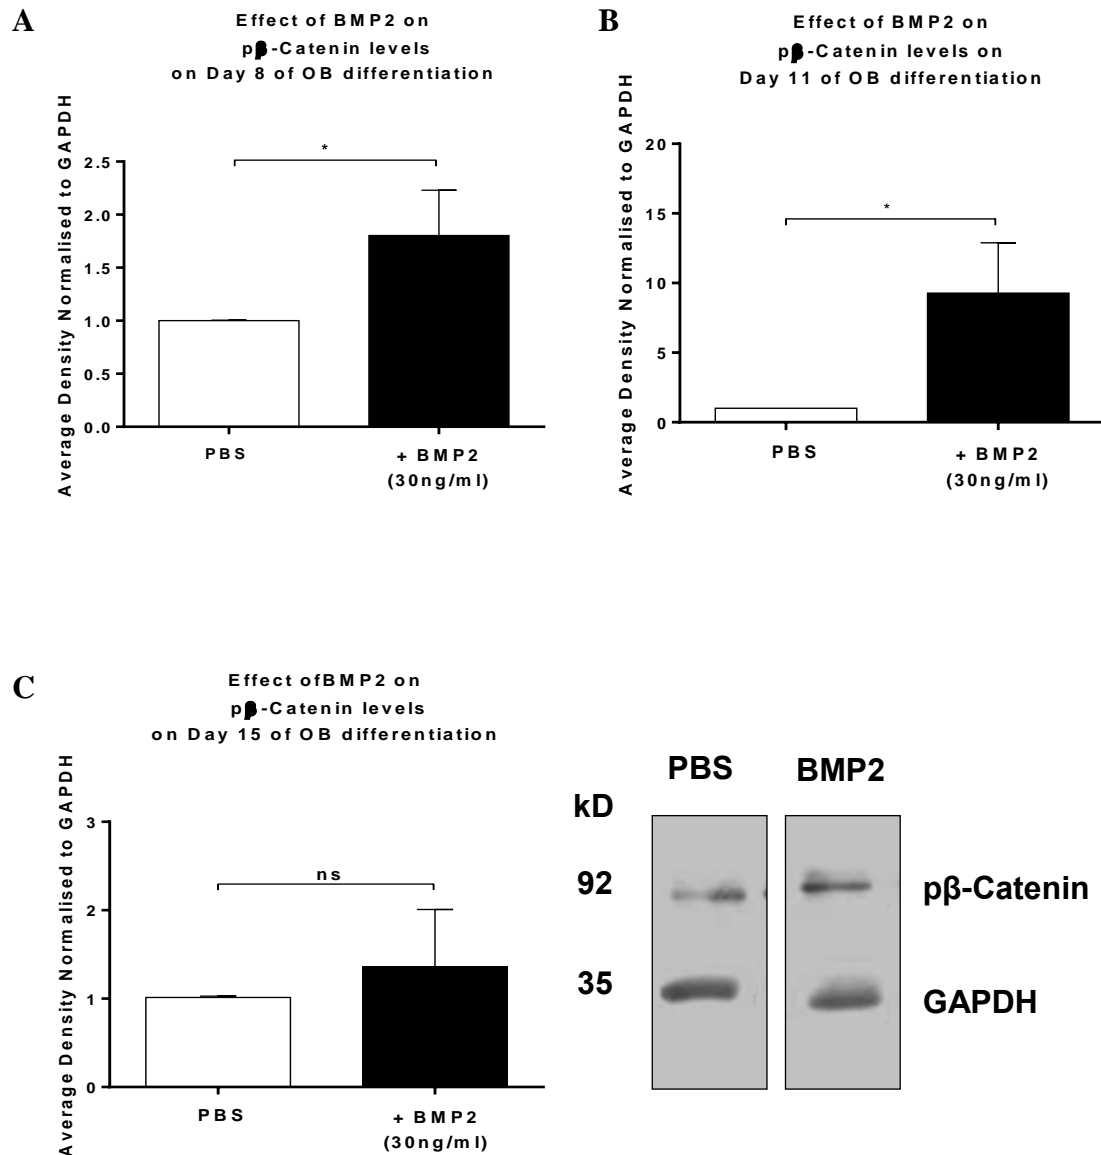 A
Effect of BMP2 on
pβ-Catenin levels
on Day 8 of OB differentiation
Average Density Normalised to GAPDH
2.5
2.0
1.5
1.0
0.5
0.0
*
PBS
+ BMP2
(30ng/ml)
B
Effect of BMP2 on
pβ-Catenin levels on
Day 11 of OB differentiation
Average Density Normalised to GAPDH
20
15
10
5
0
*
PBS
+ BMP2
(30ng/ml)
C
Effect ofBMP2 on
pβ-Catenin levels
on Day 15 of OB differentiation
Average Density Normalised to GAPDH
3
2
1
0
ns
PBS
+ BMP2
(30ng/ml)
PBS BMP2
kD
92 pβ-Catenin
35 GAPDH